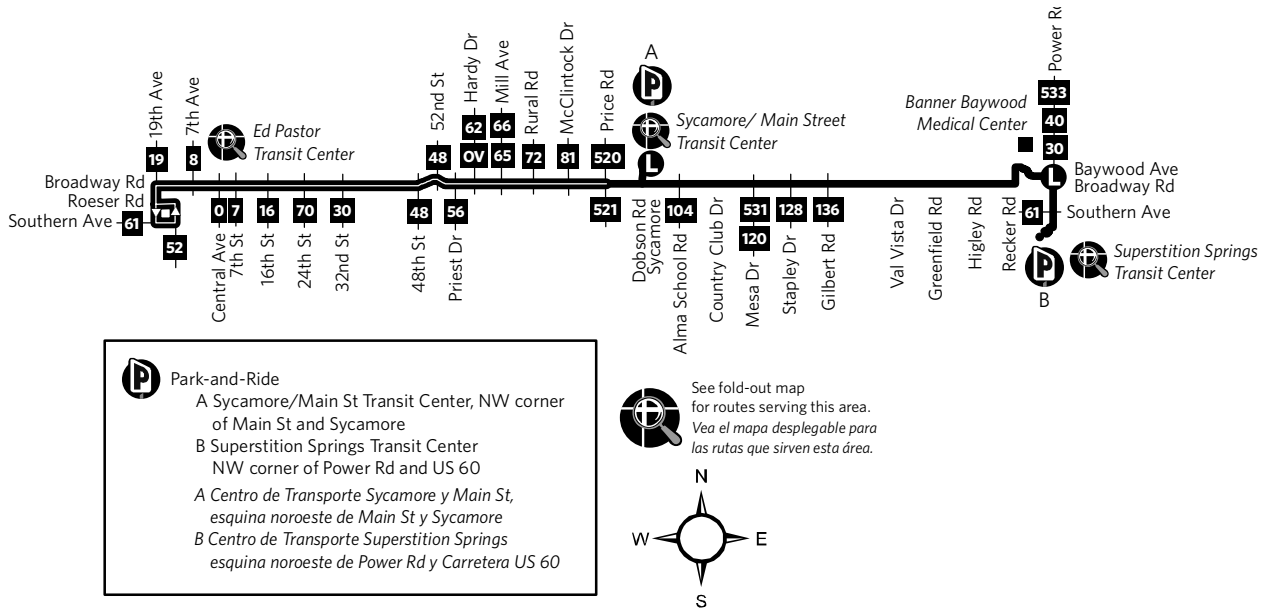 19th Ave
7th Ave
Ed Pastor
Transit Center
52nd St
Hardy Dr
Mill Ave
Rural Rd
McClintock Dr
Price Rd
A
P
Sycamore/ Main Street
Transit Center
L
Banner Baywood
Medical Center
Power Rd
533
40
30
19
8
48
62
OV
66
65
72
81
520
Broadway Rd
Roeser Rd
Southern Ave
61
52
0
7
16
70
30
48
56
521
104
531
120
128
136
L
Baywood Ave
Broadway Rd
61
Southern Ave
Central Ave
7th St
16th St
24th St
32nd St
48th St
Priest Dr
Dobson Rd
Sycamore
Alma School Rd
Country Club Dr
Mesa Dr
Stapley Dr
Gilbert Rd
Val Vista Dr
Greenfield Rd
Higley Rd
Recker Rd
P
B
Superstition Springs
Transit Center
P
Park-and-Ride
A Sycamore/Main St Transit Center, NW corner
of Main St and Sycamore
B Superstition Springs Transit Center
NW corner of Power Rd and US 60
A Centro de Transporte Sycamore y Main St,
esquina noroeste de Main St y Sycamore
B Centro de Transporte Superstition Springs
esquina noroeste de Power Rd y Carretera US 60
See fold-out map
for routes serving this area.
Vea el mapa desplegable para
las rutas que sirven esta área.
N
W
E
S